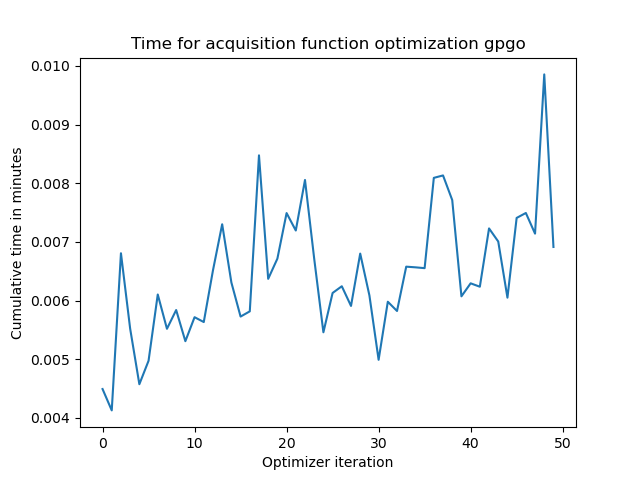 Time for acquisition function optimization gpgo
0.010
0.009
0.008
0.007
0.006
0.005
0.004
Cumulative time in minutes
0 10 20 30 40 50
Optimizer iteration